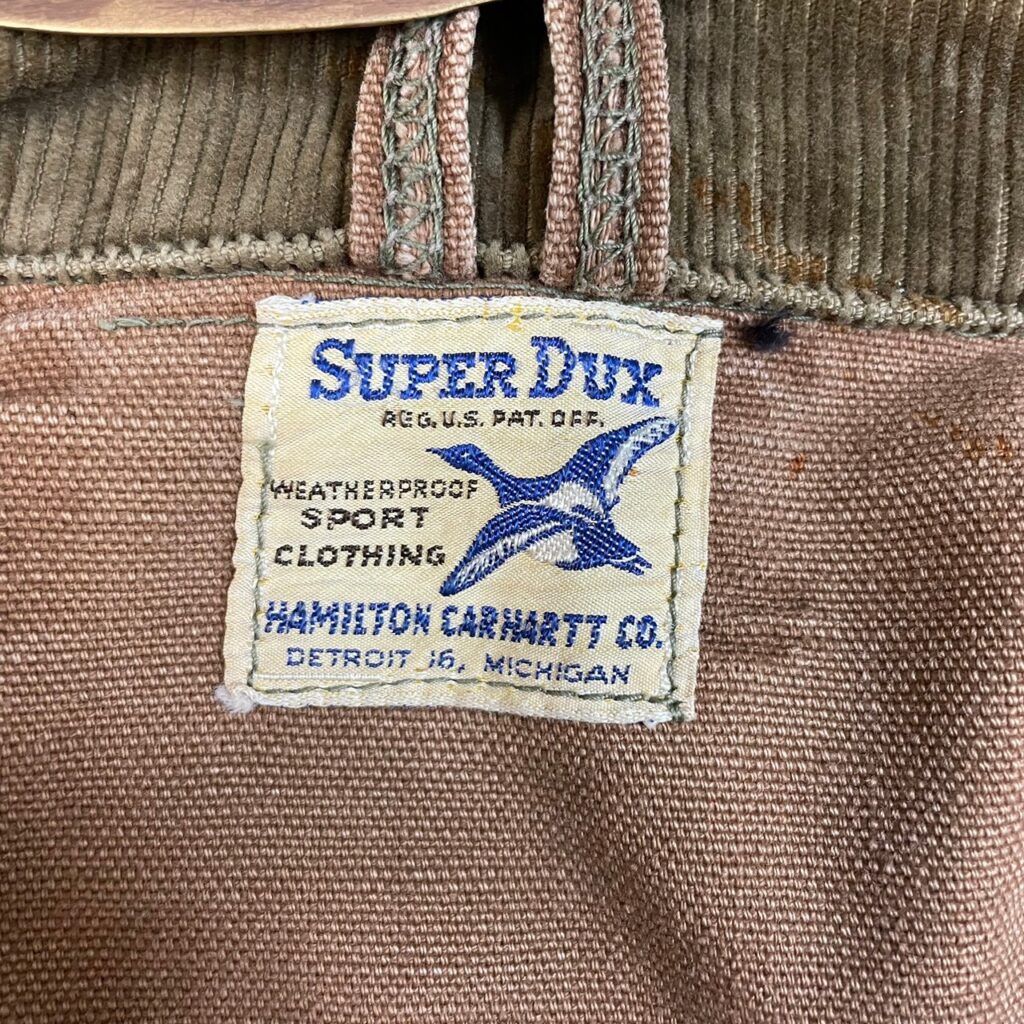 SUPER DUX
REG. U.S. PAT. OFF.
WEATHERPROOF
SPORT
CLOTHING
HAMILTON CARHARTT CO.
DETROIT 16, MICHIGAN